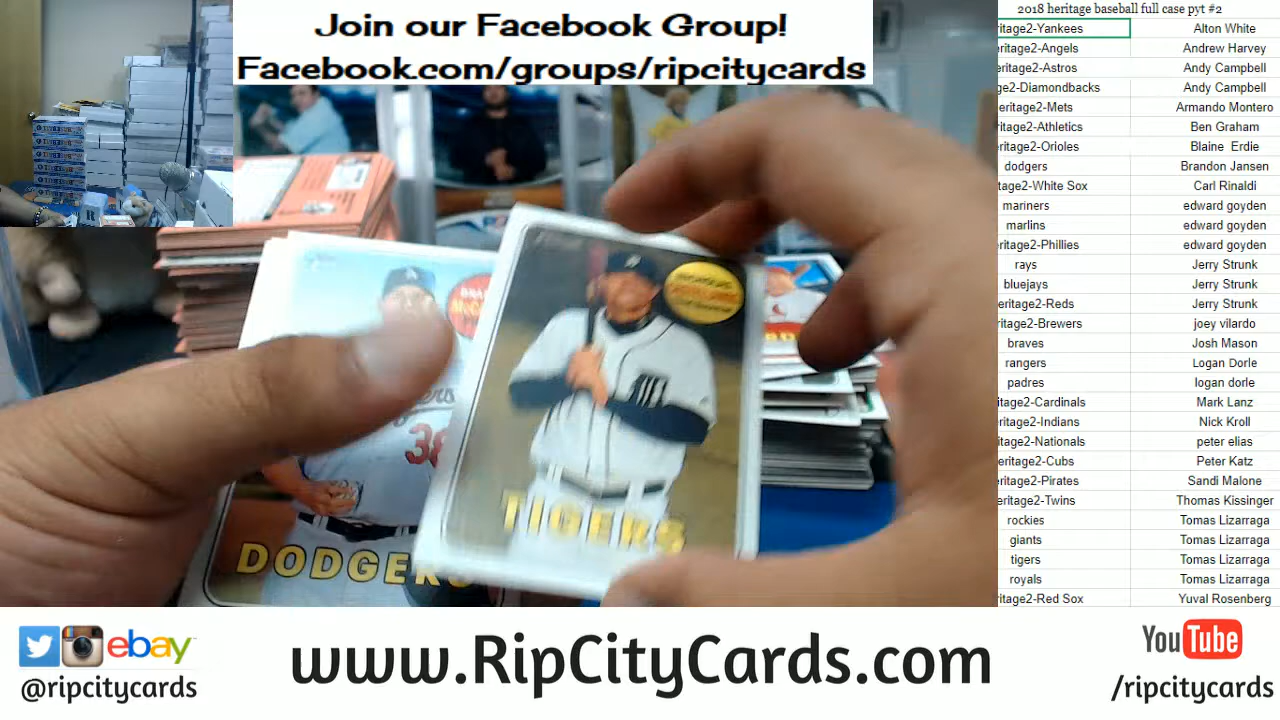 Join our Facebook Group!
Facebook.com/groups/ripcitycards
2018 heritage baseball full case pyt #2
ritage2-Yankees Alton White
eritage2-Angels Andrew Harvey
eritage2-Astros Andy Campbell
ge2-Diamondbacks Andy Campbell
eritage2-Mets Armando Montero
eritage2-Athletics Ben Graham
eritage2-Orioles Blaine Erdie
dodgers Brandon Jansen
tage2-White Sox Carl Rinaldi
mariners edward goyden
marlins edward goyden
eritage2-Phillies edward goyden
rays Jerry Strunk
bluejays Jerry Strunk
eritage2-Reds Jerry Strunk
eritage2-Brewers joey vilardo
braves Josh Mason
rangers Logan Dorle
padres logan dorle
itage2-Cardinals Mark Lanz
ritage2-Indians Nick Kroll
itage2-Nationals peter elias
eritage2-Cubs Peter Katz
eritage2-Pirates Sandi Malone
eritage2-Twins Thomas Kissinger
rockies Tomas Lizarraga
giants Tomas Lizarraga
tigers Tomas Lizarraga
royals Tomas Lizarraga
ritage2-Red Sox Yuval Rosenberg
38
TIGERS
DODGERS
ebay
@ripcitycards
www.RipCityCards.com
YouTube
/ripcitycards